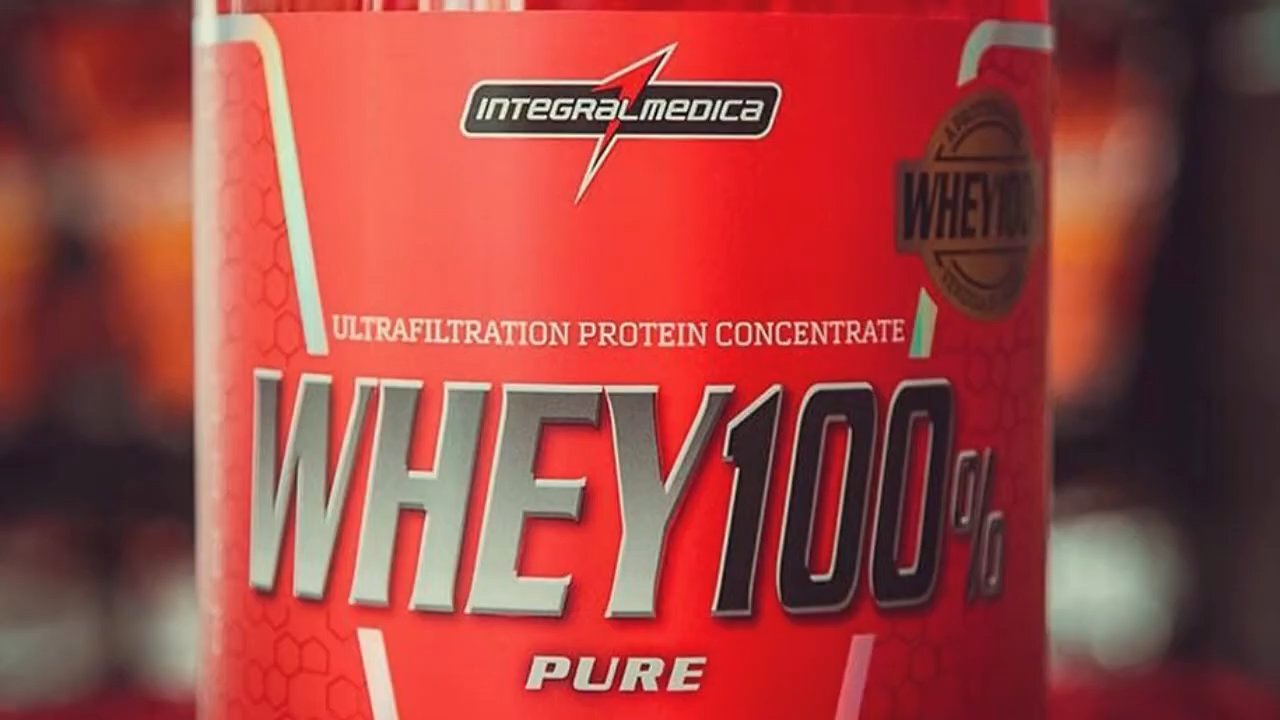 INTEGRALMEDICA
WHEY100
ULTRAFILTRATION PROTEIN CONCENTRATE
WHEY100%
PURE